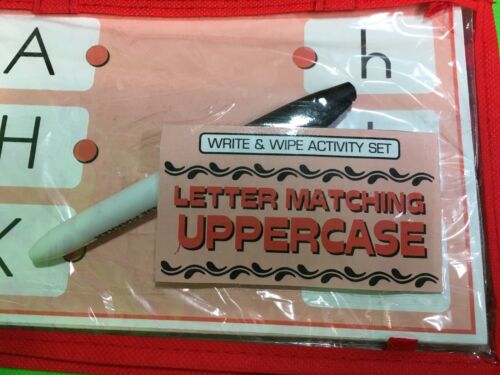 A h
H
K
WRITE & WIPE ACTIVITY SET
LETTER MATCHING
UPPERCASE